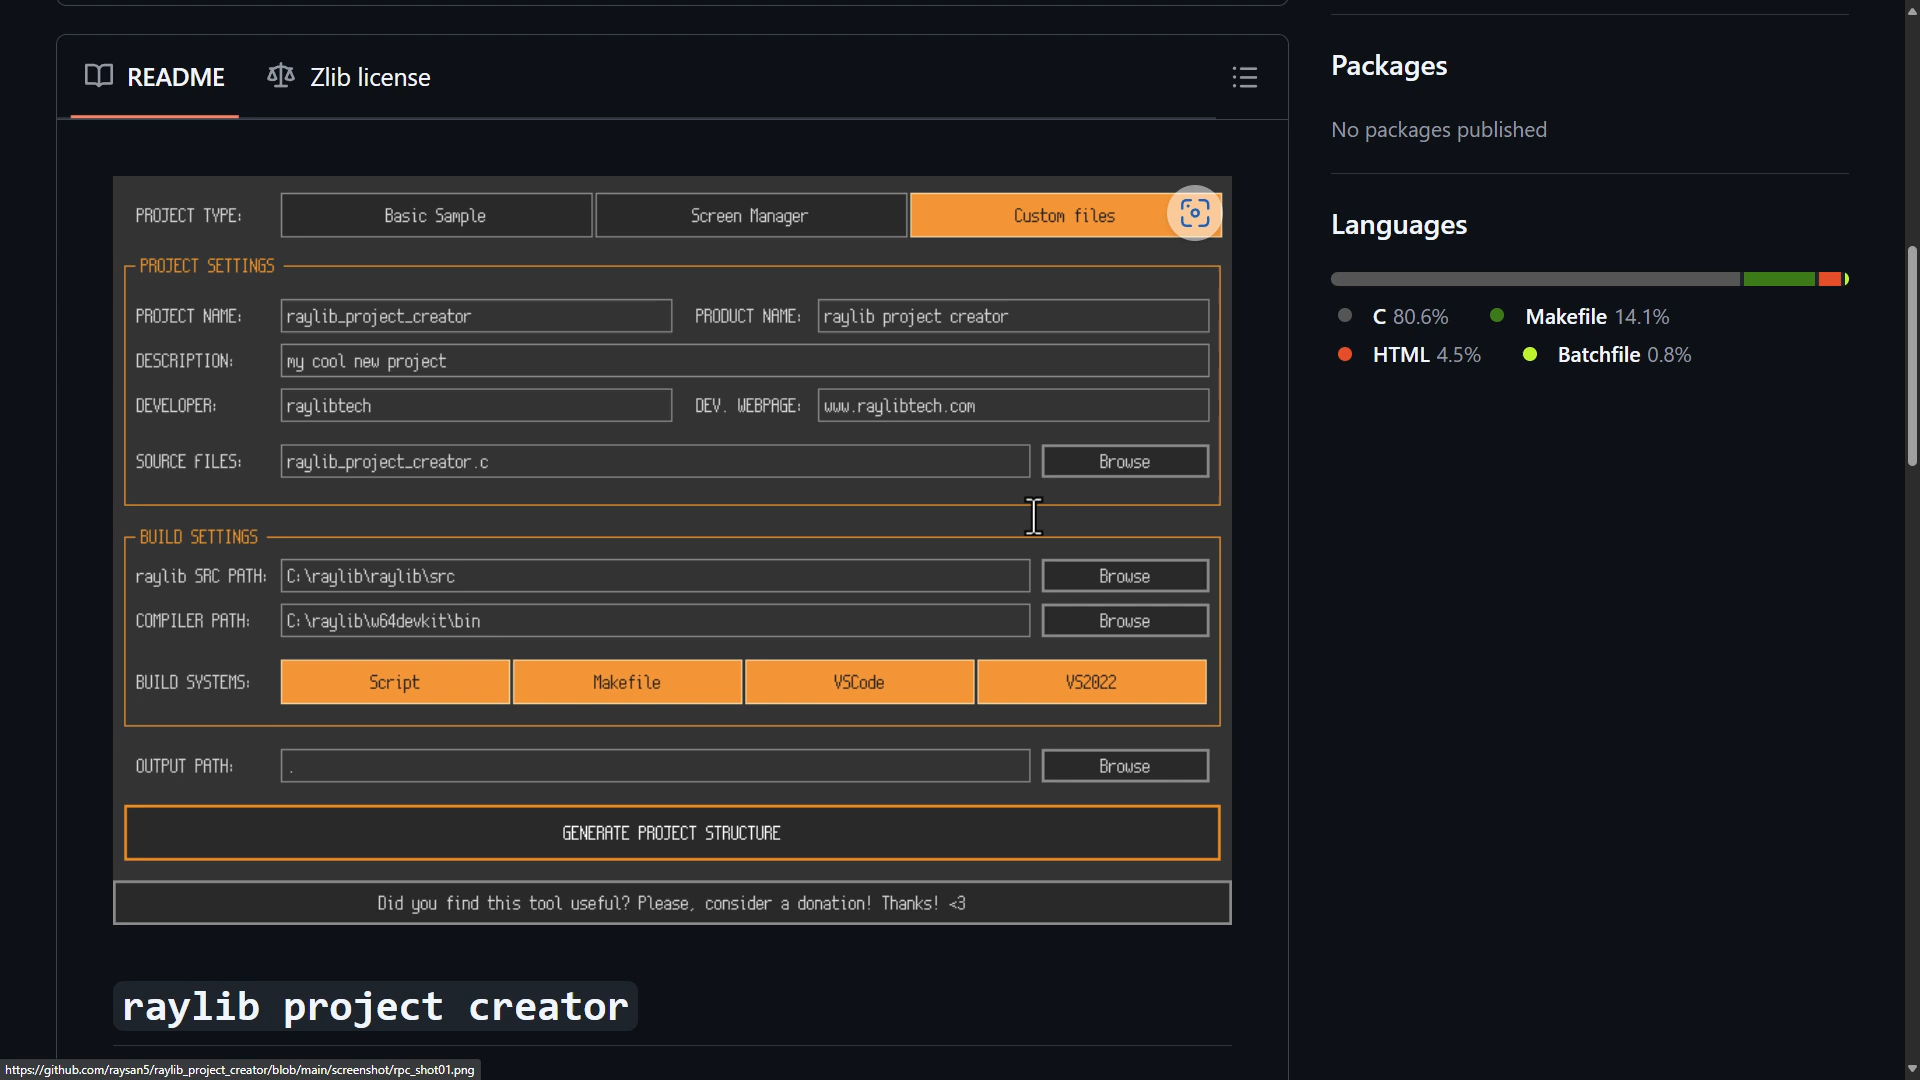 README
Zlib license
PROJECT TYPE:
Basic Sample
Screen Manager
Custom files
PROJECT SETTINGS
PROJECT NAME:
raylib_project_creator
PRODUCT NAME:
raylib project creator
DESCRIPTION:
my cool new project
DEVELOPER:
raylibtech
DEV. WEBPAGE:
www.raylibtech.com
SOURCE FILES:
raylib_project_creator.c
Browse
BUILD SETTINGS
raylib SRC PATH:
C:\raylib\raylib\src
Browse
COMPILER PATH:
C:\raylib\w64devkit\bin
Browse
BUILD SYSTEMS:
Script
Makefile
VSCode
VS2022
OUTPUT PATH:
.
Browse
GENERATE PROJECT STRUCTURE
Did you find this tool useful? Please, consider a donation! Thanks! <3
raylib project creator
Packages
No packages published
Languages
C 80.6%
Makefile 14.1%
HTML 4.5%
Batchfile 0.8%
https://github.com/raysan5/raylib_project_creator/blob/main/screenshot/rpc_shot01.png